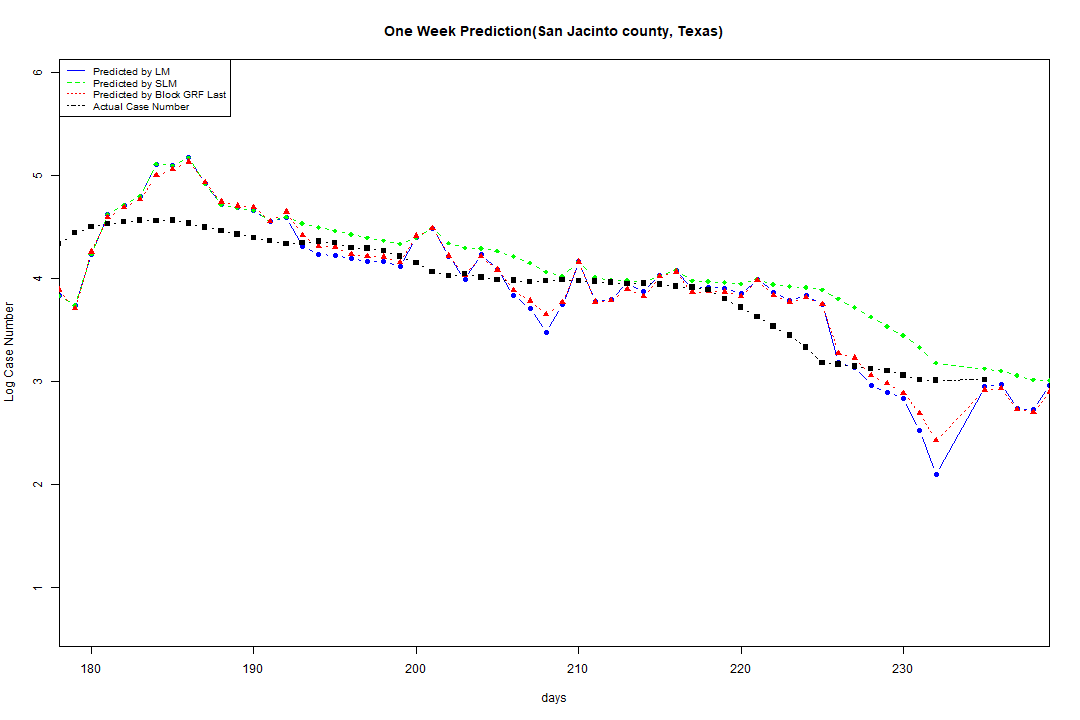 One Week Prediction(San Jacinto county, Texas)
Predicted by LM
Predicted by SLM
Predicted by Block GRF Last
Actual Case Number
6
5
4
3
2
1
Log Case Number
180 190 200 210 220 230
days